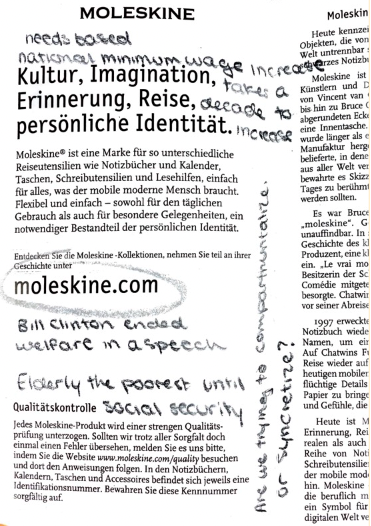 MOLESKINE
needs based
national minimum wage increase
Kultur, Imagination, takes a
Erinnerung, Reise, decade to
persönliche Identität. increase
Moleskine® ist eine Marke für so unterschiedliche
Reiseutensilien wie Notizbücher und Kalender,
Taschen, Schreibutensilien und Lesehilfen, einfach
für alles, was der mobile moderne Mensch braucht.
Flexibel und einfach – sowohl für den täglichen
Gebrauch als auch für besondere Gelegenheiten, ein
notwendiger Bestandteil der persönlichen Identität.
Entdecken Sie die Moleskine-Kollektionen, nehmen Sie teil an ihrer
Geschichte unter
moleskine.com
Bill Clinton ended
welfare in a speech
Elderly the poorest until
Qualitätskontrolle social security
Jedes Moleskine-Produkt wird einer strengen Qualitäts-
prüfung unterzogen. Sollten wir trotz aller Sorgfalt doch
einmal einen Fehler übersehen, melden Sie es uns bitte,
indem Sie die Website www.moleskine.com/quality besuchen
und dort den Anweisungen folgen. In den Notizbüchern,
Kalendern, Taschen und Accessoires befindet sich jeweils eine
Identifikationsnummer. Bewahren Sie diese Kennnummer
sorgfältig auf.
Are we trying to compartmentalize
or syncretize?
Moleskin
Heute kennzei
Objekten, die von
Welt untrennbar s
Notizbu
Moleskine ist
Künstlern und D
von Vincent van
bis hin zu Bruce C
abgerundeten Ecke
eine Innentasche.
wurde länger als e
Manufaktur herge
belieferte, in dene
aus aller Welt ver
bewahrte es Skizz
Tages zu berühmt
werden sollten.
Es war Bruce
„moleskine“. G
unauffindbar. In
Geschichte des kl
Produzent, eine kl
ein. „Le vrai mo
Besitzerin der Sc
Comédie mitgete
besorgte. Chatwin
vor seiner Abreise
1997 erweckte
Notizbuch wiede
Namen, um ein
Auf Chatwins Fu
Reise wieder auf
heutigen mobilen
flüchtige Details
Papier zu bringe
und Gefühle, die
Heute ist M
Erinnerung, Rei
realen als auch
Reihe von Noti
Schreibutensilie
der mobile mod
hin. Moleskine
die beruflich m
ein Symbol für
digitalen Welt ve